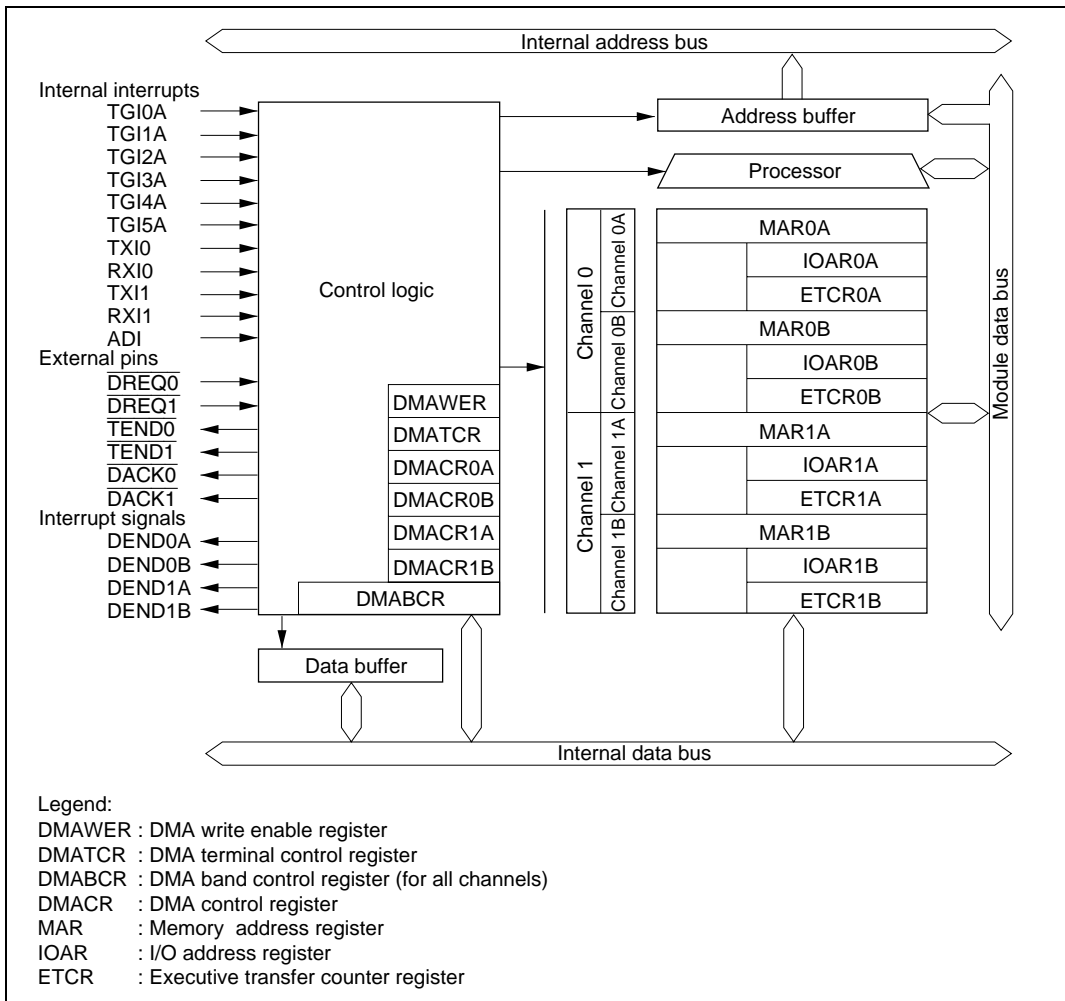 Internal address bus
Internal interrupts
TGI0A
TGI1A
TGI2A
TGI3A
TGI4A
TGI5A
TXI0
RXI0
TXI1
RXI1
ADI
External pins
DREQ0
DREQ1
TEND0
TEND1
DACK0
DACK1
Interrupt signals
DEND0A
DEND0B
DEND1A
DEND1B
Control logic
DMAWER
DMATCR
DMACR0A
DMACR0B
DMACR1A
DMACR1B
DMABCR
Data buffer
Address buffer
Processor
Channel 0
Channel 0A
Channel 0B
Channel 1
Channel 1A
Channel 1B
MAR0A
IOAR0A
ETCR0A
MAR0B
IOAR0B
ETCR0B
MAR1A
IOAR1A
ETCR1A
MAR1B
IOAR1B
ETCR1B
Module data bus
Internal data bus
Legend:
DMAWER : DMA write enable register
DMATCR : DMA terminal control register
DMABCR : DMA band control register (for all channels)
DMACR : DMA control register
MAR : Memory address register
IOAR : I/O address register
ETCR : Executive transfer counter register